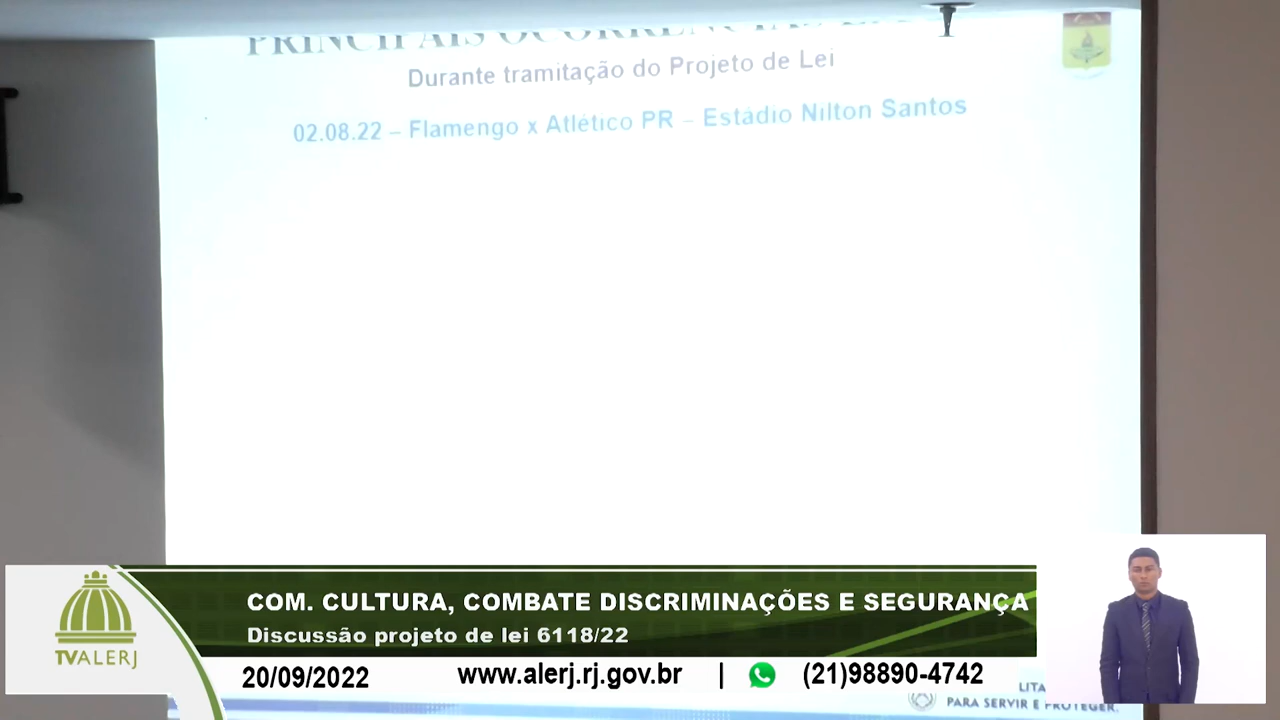 PRINCIPAIS OCORRÊNCIAS
Durante tramitação do Projeto de Lei
02.08.22 – Flamengo x Atlético PR – Estádio Nilton Santos
COM. CULTURA, COMBATE DISCRIMINAÇÕES E SEGURANÇA
Discussão projeto de lei 6118/22
TVALERJ
20/09/2022 www.alerj.rj.gov.br | (21)98890-4742
PARA SERVIR E PROTEGER.